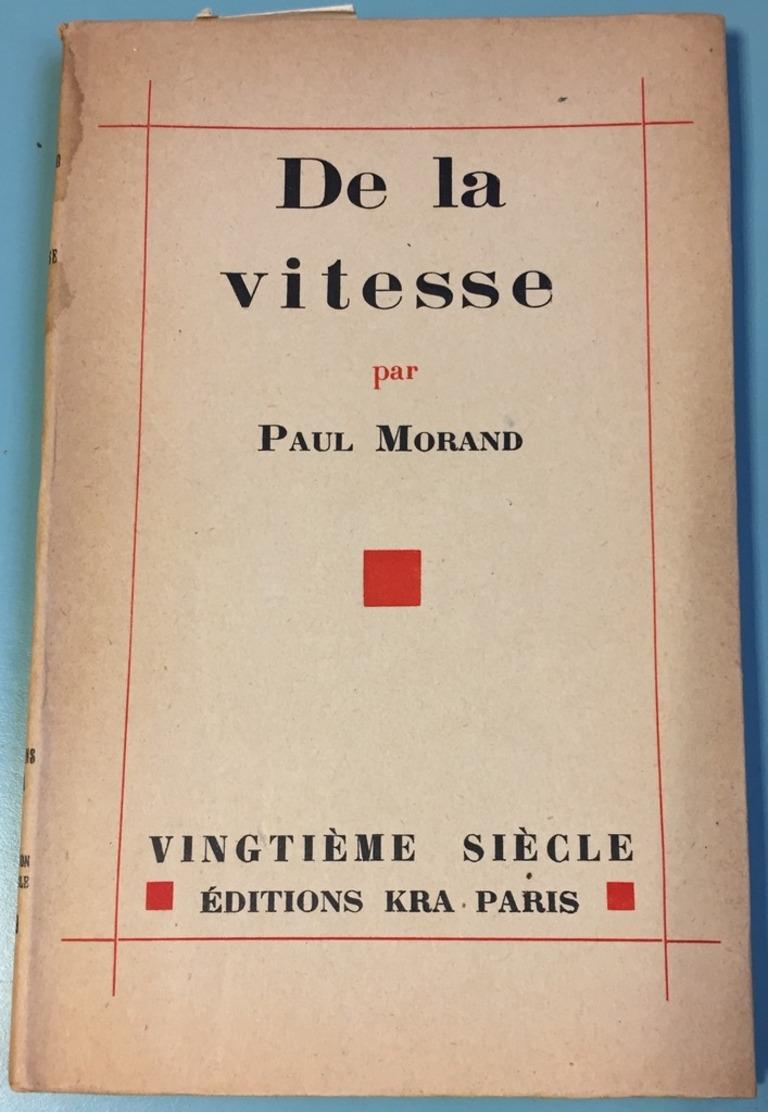 De la
vitesse
par
PAUL MORAND
VINGTIÈME SIÈCLE
ÉDITIONS KRA PARIS